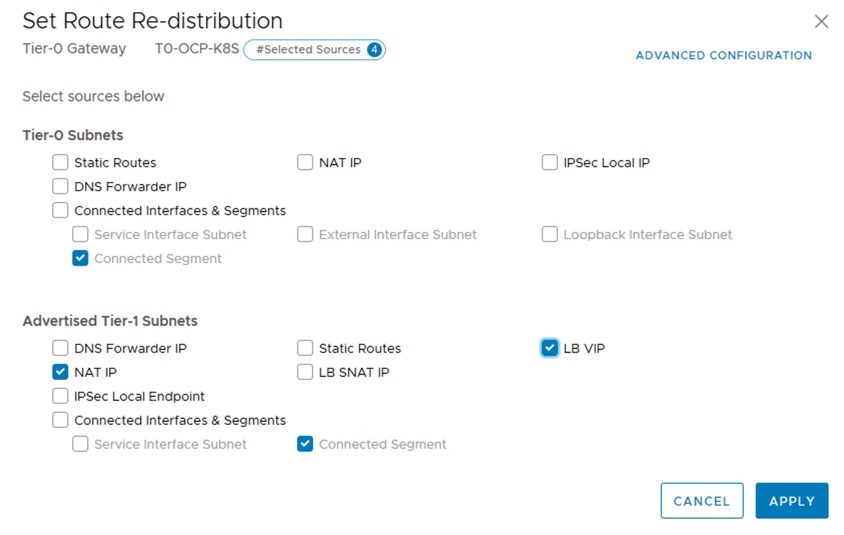 Set Route Re-distribution
Tier-0 Gateway T0-OCP-K8S #Selected Sources 4
ADVANCED CONFIGURATION
Select sources below
Tier-0 Subnets
Static Routes NAT IP IPSec Local IP
DNS Forwarder IP
Connected Interfaces & Segments
Service Interface Subnet External Interface Subnet Loopback Interface Subnet
Connected Segment
Advertised Tier-1 Subnets
DNS Forwarder IP Static Routes LB VIP
NAT IP LB SNAT IP
IPSec Local Endpoint
Connected Interfaces & Segments
Service Interface Subnet Connected Segment
CANCEL APPLY